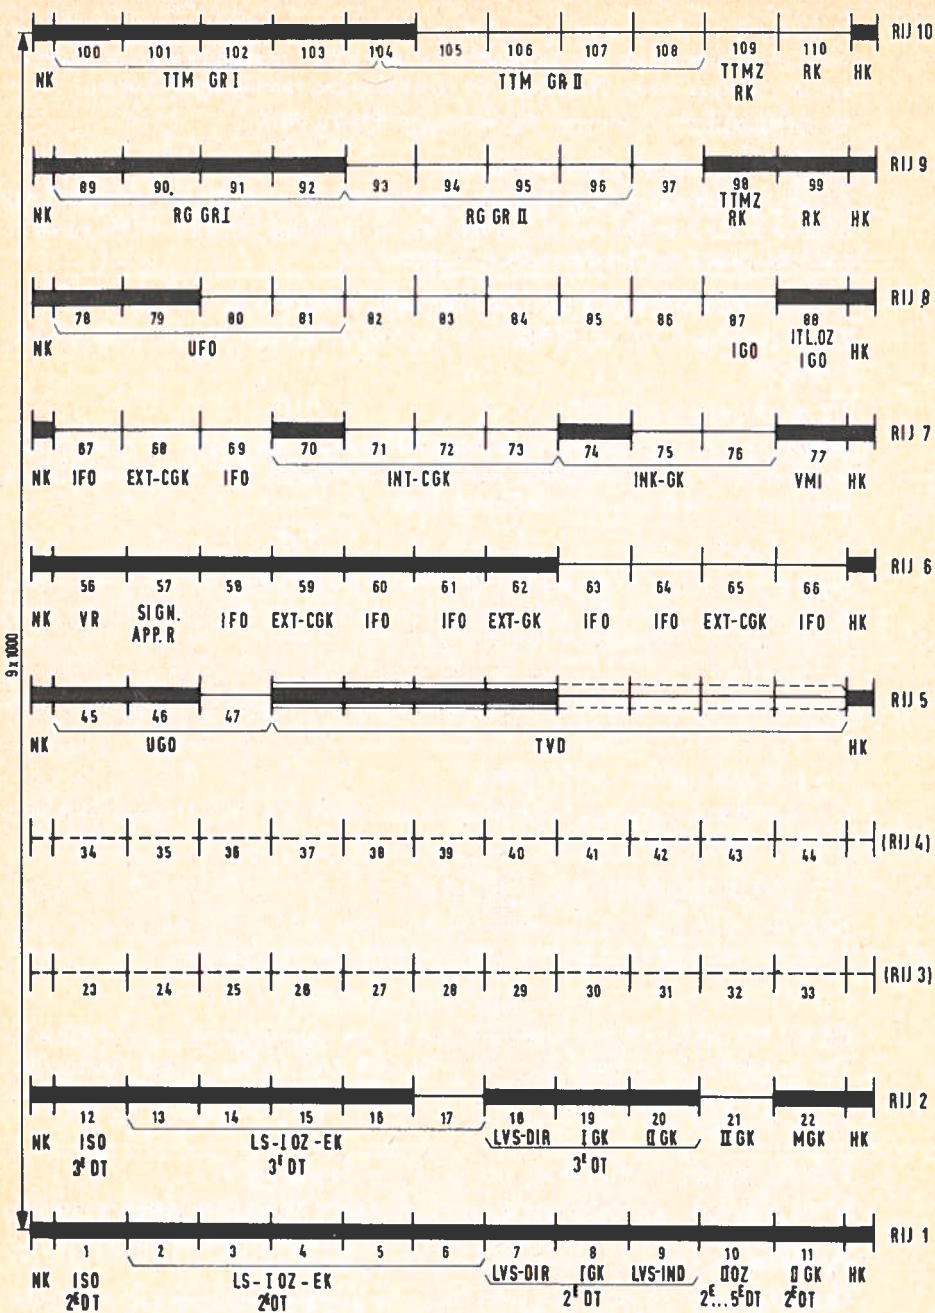 RIJ 10
100 101 102 103 104 105 106 107 108 109 110
NK TTM GR I TTM GR II TTMZ RK HK
RK
RIJ 9
89 90. 91 92 93 94 95 96 97 98 99
NK RG GR.I RG GR II TTMZ RK HK
RK
RIJ 8
78 79 80 81 82 83 84 85 86 87 88
NK UFO IGO ITL.OZ HK
IGO
RIJ 7
67 68 69 70 71 72 73 74 75 76 77
NK IFO EXT-CGK IFO INT-CGK INK-GK VMI HK
RIJ 6
56 57 58 59 60 61 62 63 64 65 66
NK VR SIGN. IFO EXT-CGK IFO IFO EXT-GK IFO IFO EXT-CGK IFO HK
APP.R
9 x 1000
RIJ 5
45 46 47
NK UGO TVD HK
(RIJ 4)
34 35 36 37 38 39 40 41 42 43 44
(RIJ 3)
23 24 25 26 27 28 29 30 31 32 33
RIJ 2
12 13 14 15 16 17 18 19 20 21 22
NK ISO LS-I OZ-EK LVS-DIR I GK II GK II GK MGK HK
3E DT 3E DT 3E DT
RIJ 1
1 2 3 4 5 6 7 8 9 10 11
NK ISO LS-I OZ-EK LVS-DIR I GK LVS-IND II OZ II GK HK
2E DT 2E DT 2E DT 2E...5E DT 2E DT